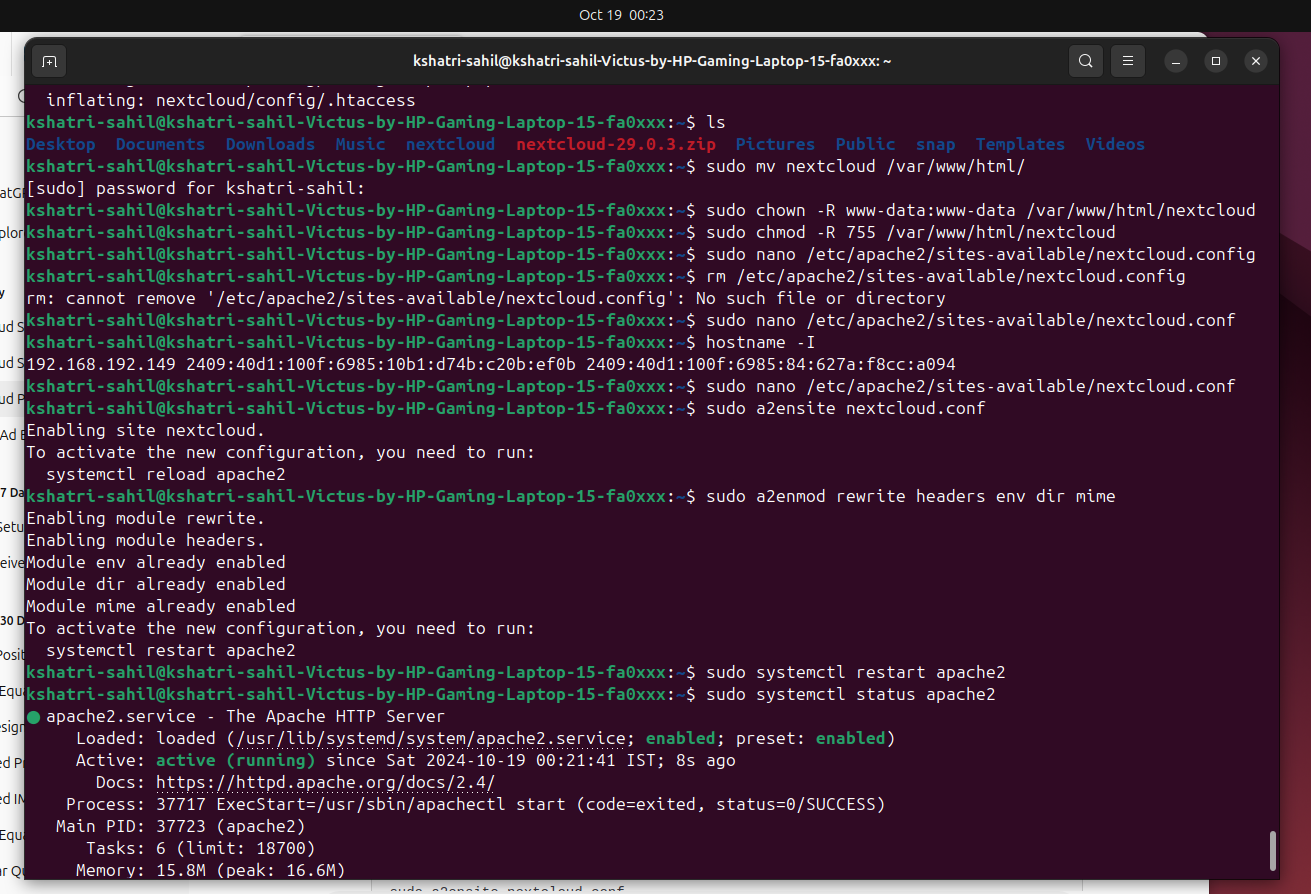 Oct 19 00:23
kshatri-sahil@kshatri-sahil-Victus-by-HP-Gaming-Laptop-15-fa0xxx: ~
inflating: nextcloud/config/.htaccess
kshatri-sahil@kshatri-sahil-Victus-by-HP-Gaming-Laptop-15-fa0xxx:~$ ls
Desktop Documents Downloads Music nextcloud nextcloud-29.0.3.zip Pictures Public snap Templates Videos
kshatri-sahil@kshatri-sahil-Victus-by-HP-Gaming-Laptop-15-fa0xxx:~$ sudo mv nextcloud /var/www/html/
[sudo] password for kshatri-sahil:
kshatri-sahil@kshatri-sahil-Victus-by-HP-Gaming-Laptop-15-fa0xxx:~$ sudo chown -R www-data:www-data /var/www/html/nextcloud
kshatri-sahil@kshatri-sahil-Victus-by-HP-Gaming-Laptop-15-fa0xxx:~$ sudo chmod -R 755 /var/www/html/nextcloud
kshatri-sahil@kshatri-sahil-Victus-by-HP-Gaming-Laptop-15-fa0xxx:~$ sudo nano /etc/apache2/sites-available/nextcloud.config
kshatri-sahil@kshatri-sahil-Victus-by-HP-Gaming-Laptop-15-fa0xxx:~$ rm /etc/apache2/sites-available/nextcloud.config
rm: cannot remove '/etc/apache2/sites-available/nextcloud.config': No such file or directory
kshatri-sahil@kshatri-sahil-Victus-by-HP-Gaming-Laptop-15-fa0xxx:~$ sudo nano /etc/apache2/sites-available/nextcloud.conf
kshatri-sahil@kshatri-sahil-Victus-by-HP-Gaming-Laptop-15-fa0xxx:~$ hostname -I
192.168.192.149 2409:40d1:100f:6985:10b1:d74b:c20b:ef0b 2409:40d1:100f:6985:84:627a:f8cc:a094
kshatri-sahil@kshatri-sahil-Victus-by-HP-Gaming-Laptop-15-fa0xxx:~$ sudo nano /etc/apache2/sites-available/nextcloud.conf
kshatri-sahil@kshatri-sahil-Victus-by-HP-Gaming-Laptop-15-fa0xxx:~$ sudo a2ensite nextcloud.conf
Enabling site nextcloud.
To activate the new configuration, you need to run:
systemctl reload apache2
kshatri-sahil@kshatri-sahil-Victus-by-HP-Gaming-Laptop-15-fa0xxx:~$ sudo a2enmod rewrite headers env dir mime
Enabling module rewrite.
Enabling module headers.
Module env already enabled
Module dir already enabled
Module mime already enabled
To activate the new configuration, you need to run:
systemctl restart apache2
kshatri-sahil@kshatri-sahil-Victus-by-HP-Gaming-Laptop-15-fa0xxx:~$ sudo systemctl restart apache2
kshatri-sahil@kshatri-sahil-Victus-by-HP-Gaming-Laptop-15-fa0xxx:~$ sudo systemctl status apache2
● apache2.service - The Apache HTTP Server
Loaded: loaded (/usr/lib/systemd/system/apache2.service; enabled; preset: enabled)
Active: active (running) since Sat 2024-10-19 00:21:41 IST; 8s ago
Docs: https://httpd.apache.org/docs/2.4/
Process: 37717 ExecStart=/usr/sbin/apachectl start (code=exited, status=0/SUCCESS)
Main PID: 37723 (apache2)
Tasks: 6 (limit: 18700)
Memory: 15.8M (peak: 16.6M)